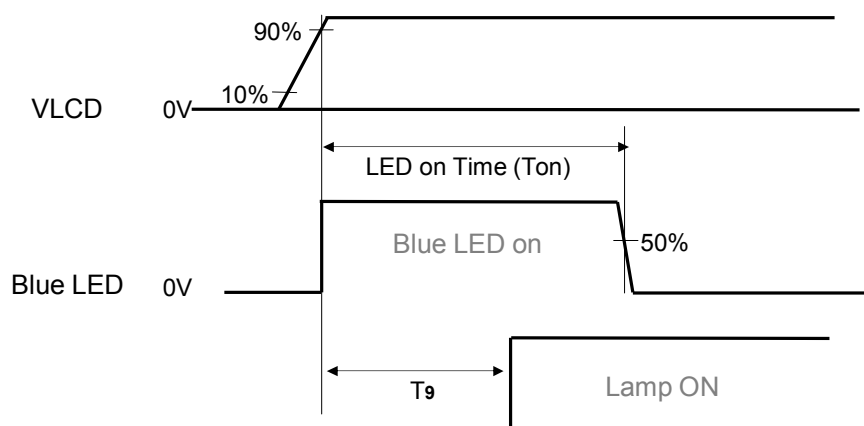 90%
10%
VLCD 0V
LED on Time (Ton)
Blue LED on
50%
Blue LED 0V
T9
Lamp ON